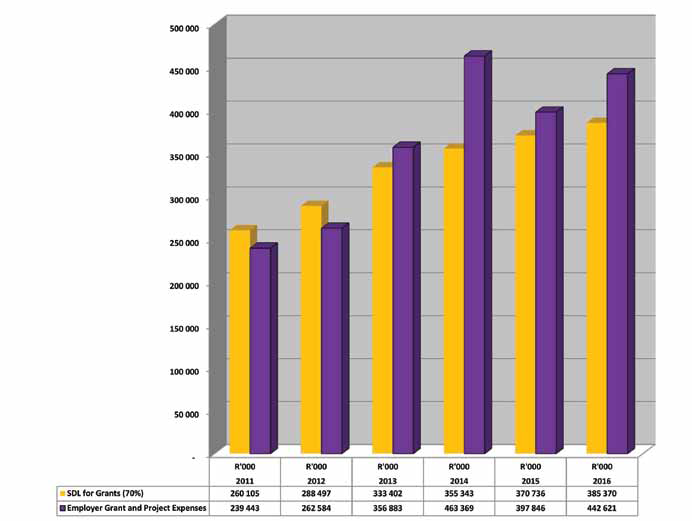 500 000
450 000
400 000
350 000
300 000
250 000
200 000
150 000
100 000
50 000
-
R'000 R'000 R'000 R'000 R'000 R'000
2011 2012 2013 2014 2015 2016
SDL for Grants (70%) 260 105 288 497 333 402 355 343 370 736 385 370
Employer Grant and Project Expenses 239 443 262 584 356 883 463 369 397 846 442 621